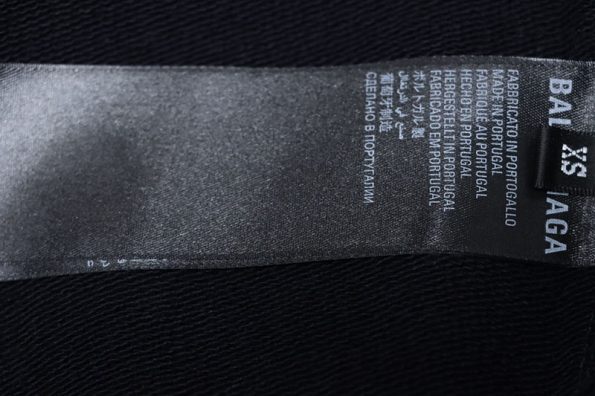 BAL
NAGA
XS
FABBRICATO IN PORTOGALLO
MADE IN PORTUGAL
FABRIQUE AU PORTUGAL
HECHO EN PORTUGAL
HERGESTELLT IN PORTUGAL
FABRICADO EM PORTUGAL
ポルトガル製
صنع في البرتغال
葡萄牙制造
СДЕЛАНО В ПОРТУГАЛИИ